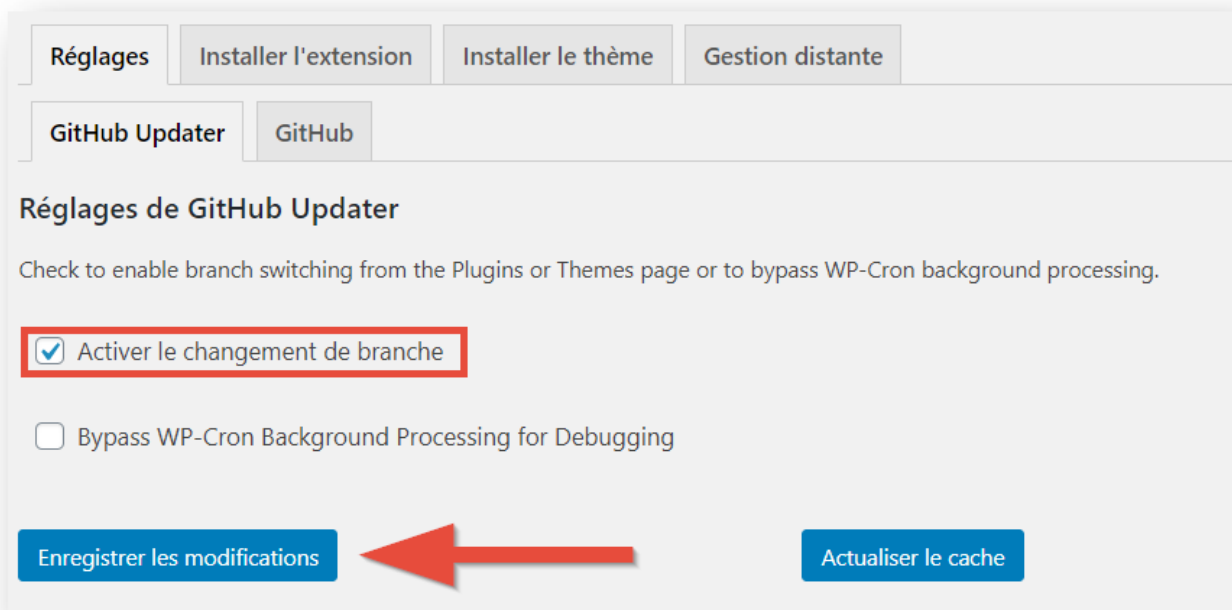 Réglages Installer l'extension Installer le thème Gestion distante
GitHub Updater GitHub
Réglages de GitHub Updater
Check to enable branch switching from the Plugins or Themes page or to bypass WP-Cron background processing.
Activer le changement de branche
Bypass WP-Cron Background Processing for Debugging
Enregistrer les modifications Actualiser le cache